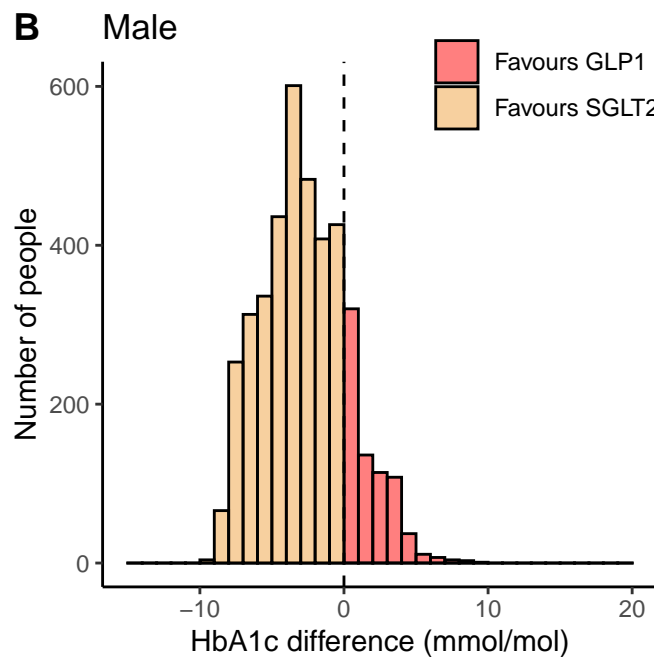 B Male
Favours GLP1
Favours SGLT2
Number of people
600
400
200
0
−10 0 10 20
HbA1c difference (mmol/mol)